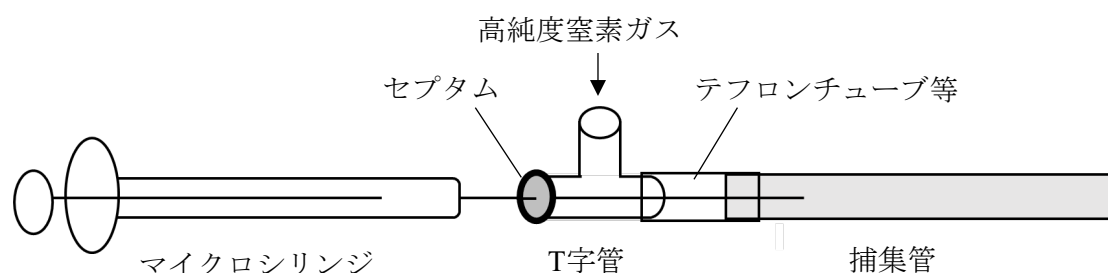 高純度窒素ガス
セプタム
テフロンチューブ等
マイクロシリンジ
T字管
捕集管